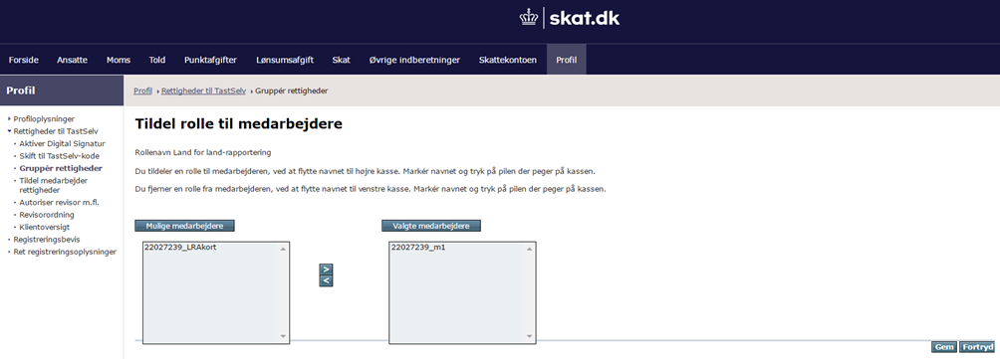 skat.dk
Forside Ansatte Moms Told Punktafgifter Lønsumsafgift Skat Øvrige indberetninger Skattekontoen Profil
Profil
Profil Rettigheder til TastSelv Gruppér rettigheder
Profiloplysninger
Rettigheder til TastSelv
Aktiver Digital Signatur
Skift til TastSelv-kode
Gruppér rettigheder
Tildel medarbejder
rettigheder
Autoriser revisor m.fl.
Revisorordning
Klientoversigt
Registreringsbevis
Ret registreringsoplysninger
Tildel rolle til medarbejdere
Rollenavn Land for land-rapportering
Du tildeler en rolle til medarbejderen, ved at flytte navnet til højre kasse. Markér navnet og tryk på pilen der peger på kassen.
Du fjerner en rolle fra medarbejderen, ved at flytte navnet til venstre kasse. Markér navnet og tryk på pilen der peger på kassen.
Mulige medarbejdere
22027239_LRAkort
>
<
Valgte medarbejdere
22027239_m1
Gem Fortryd